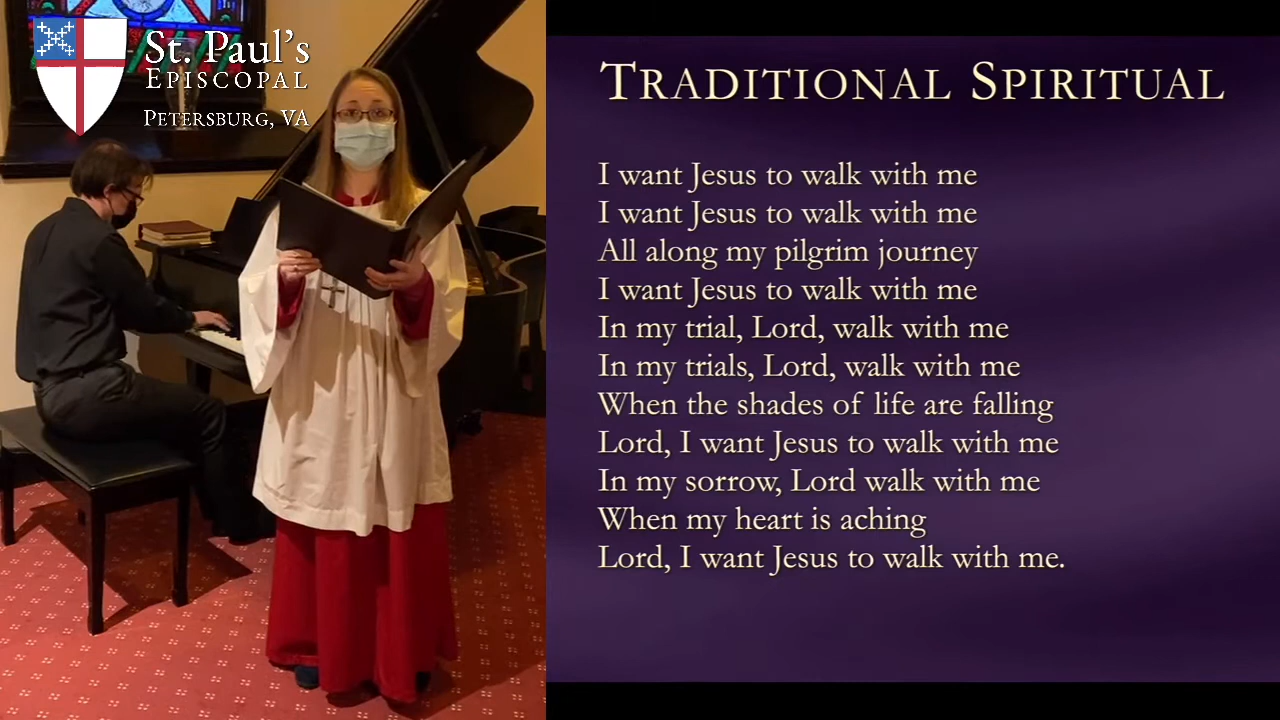 St. Paul's
Episcopal
Petersburg, VA
Traditional Spiritual
I want Jesus to walk with me
I want Jesus to walk with me
All along my pilgrim journey
I want Jesus to walk with me
In my trial, Lord, walk with me
In my trials, Lord, walk with me
When the shades of life are falling
Lord, I want Jesus to walk with me
In my sorrow, Lord walk with me
When my heart is aching
Lord, I want Jesus to walk with me.